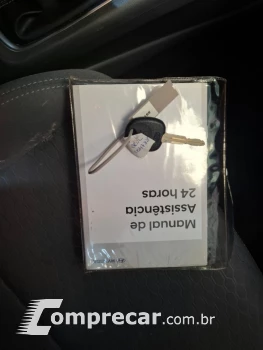 Manual de
Assistência
24 horas
Comprecar.com.br